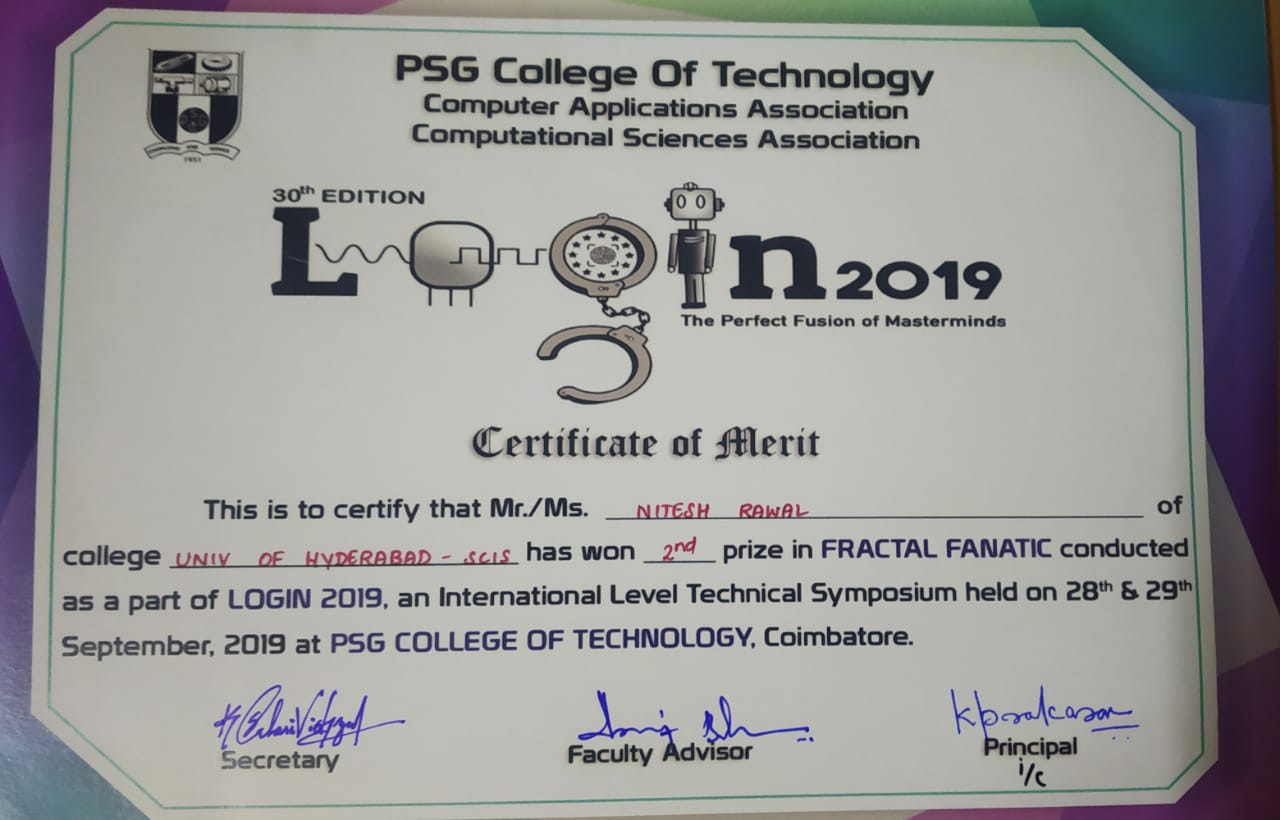 PSG College Of Technology
Computer Applications Association
Computational Sciences Association
30th EDITION
Login 2019
The Perfect Fusion of Masterminds
Certificate of Merit
This is to certify that Mr./Ms. NITESH RAWAL of
college UNIV OF HYDERABAD - SCIS has won 2nd prize in FRACTAL FANATIC conducted
as a part of LOGIN 2019, an International Level Technical Symposium held on 28th & 29th
September, 2019 at PSG COLLEGE OF TECHNOLOGY, Coimbatore.
Secretary
Faculty Advisor
Principal
i/c